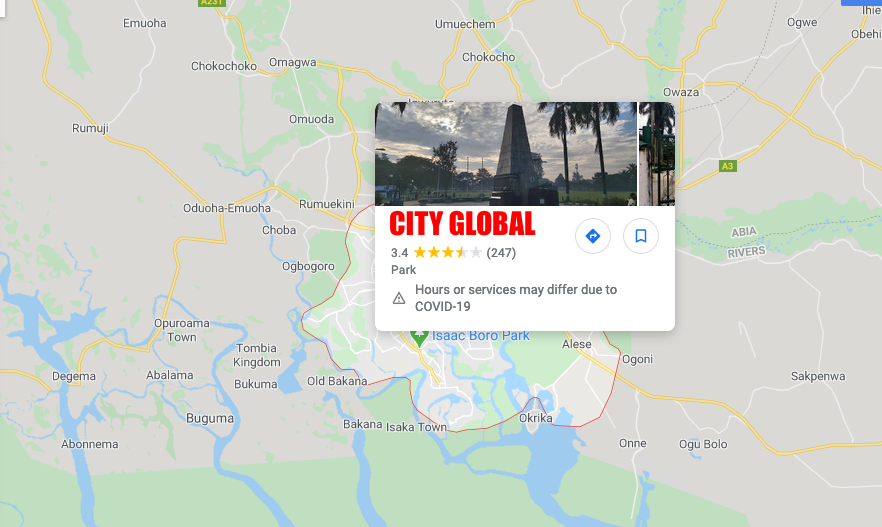 A231
Emuoha
Umuechem
Ogwe
Obehi
Chokocho
Omagwa
Chokochoko
Owaza
Omuoda
Rumuji
A3
Rumuekini
Oduoha-Emuoha
Choba
ABIA
RIVERS
Ogbogoro
CITY GLOBAL
3.4 (247)
Park
Hours or services may differ due to
COVID-19
Opuroama
Town
Isaac Boro Park
Alese
Tombia
Kingdom
Ogoni
Degema
Abalama
Bukuma
Old Bakana
Sakpenwa
Buguma
Bakana
Isaka Town
Okrika
Abonnema
Onne
Ogu Bolo